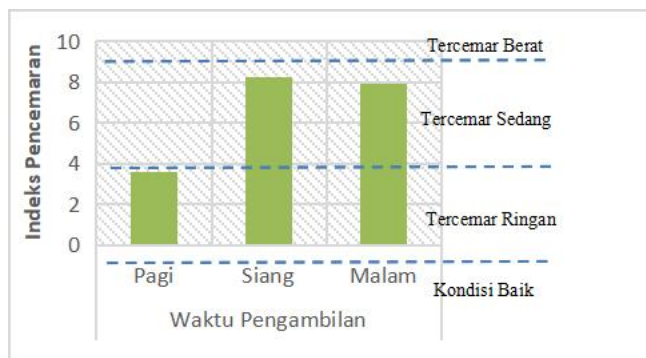 Indeks Pencemaran
10
8
6
4
2
0
Pagi
Siang
Malam
Waktu Pengambilan
Tercemar Berat
Tercemar Sedang
Tercemar Ringan
Kondisi Baik